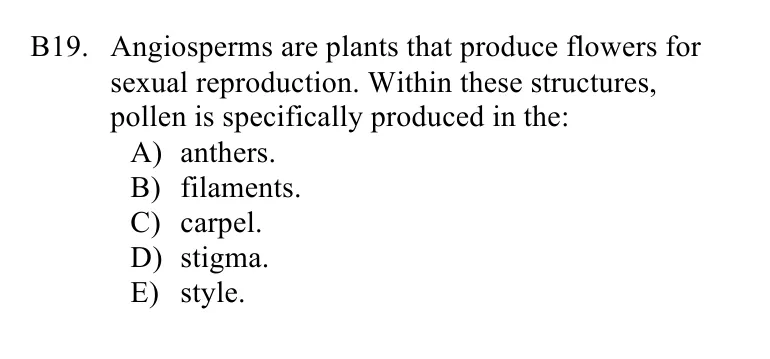 B19. Angiosperms are plants that produce flowers for
sexual reproduction. Within these structures,
pollen is specifically produced in the:
A) anthers.
B) filaments.
C) carpel.
D) stigma.
E) style.